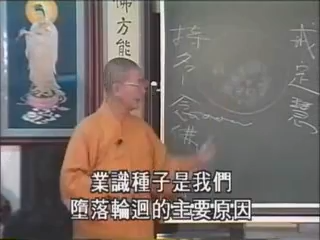 戒定慧
持名念佛
佛方能
業識種子是我們
墮落輪迴的主要原因